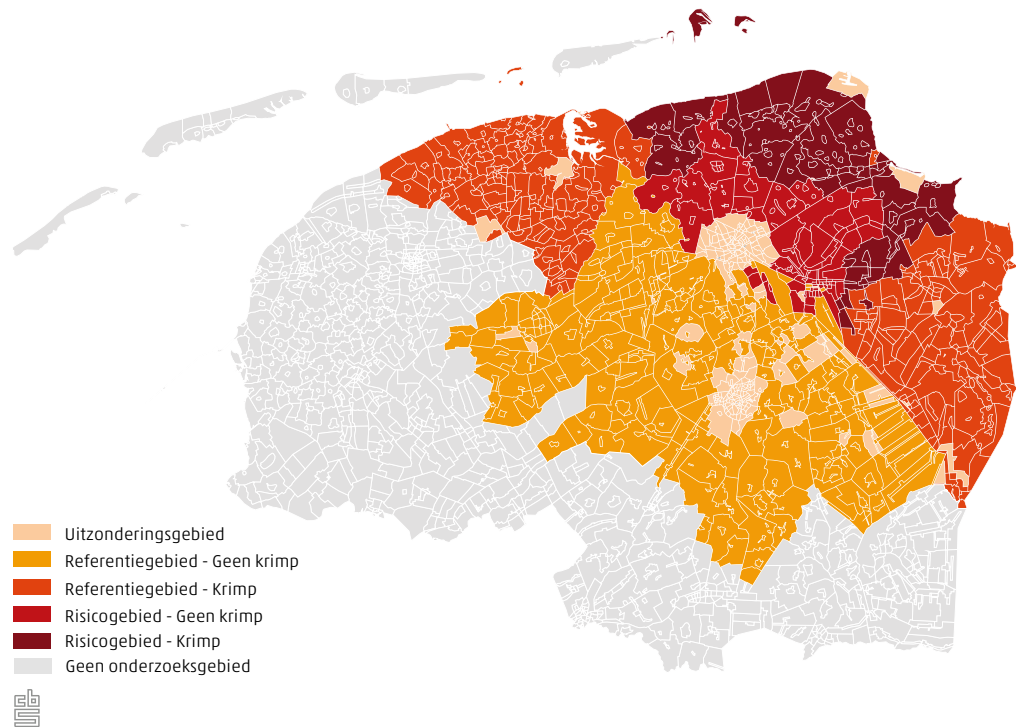 Uitzonderingsgebied
Referentiegebied - Geen krimp
Referentiegebied - Krimp
Risicogebied - Geen krimp
Risicogebied - Krimp
Geen onderzoeksgebied
cbs